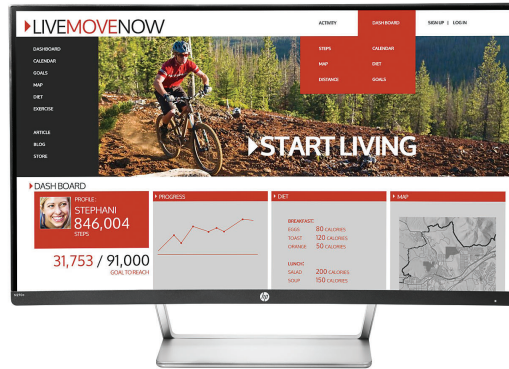 LIVEMOVENOW
ACTIVITY
DASH BOARD
SIGN UP | LOG IN
DASHBOARD
CALENDAR
GOALS
MAP
DIET
EXERCISE
ARTICLE
BLOG
STORE
STEPS
CALENDAR
MAP
DIET
DISTANCE
GOALS
START LIVING
DASH BOARD
PROFILE:
STEPHANI
846,004
STEPS
31,753 / 91,000
GOAL TO REACH
PROGRESS
DIET
BREAKFAST:
EGGS 80 CALORIES
TOAST 120 CALORIES
ORANGE 50 CALORIES
LUNCH:
SALAD 200 CALORIES
SOUP 150 CALORIES
MAP
hp